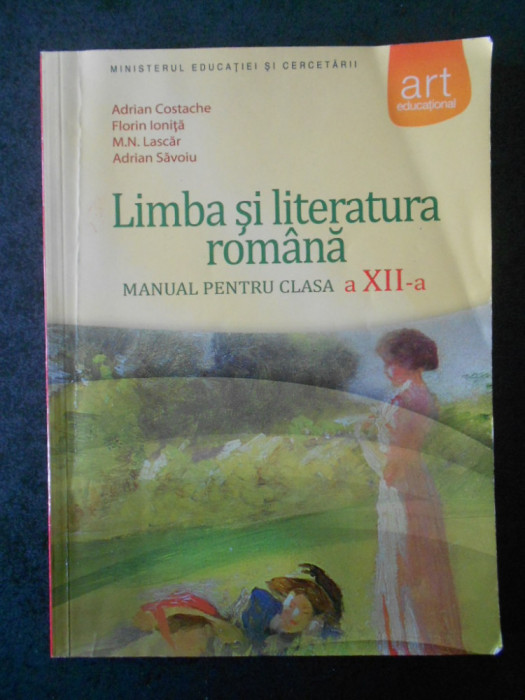 MINISTERUL EDUCAȚIEI ȘI CERCETĂRII
art
educațional
Adrian Costache
Florin Ioniță
M.N. Lascăr
Adrian Săvoiu
Limba și literatura
română
MANUAL PENTRU CLASA a XII-a